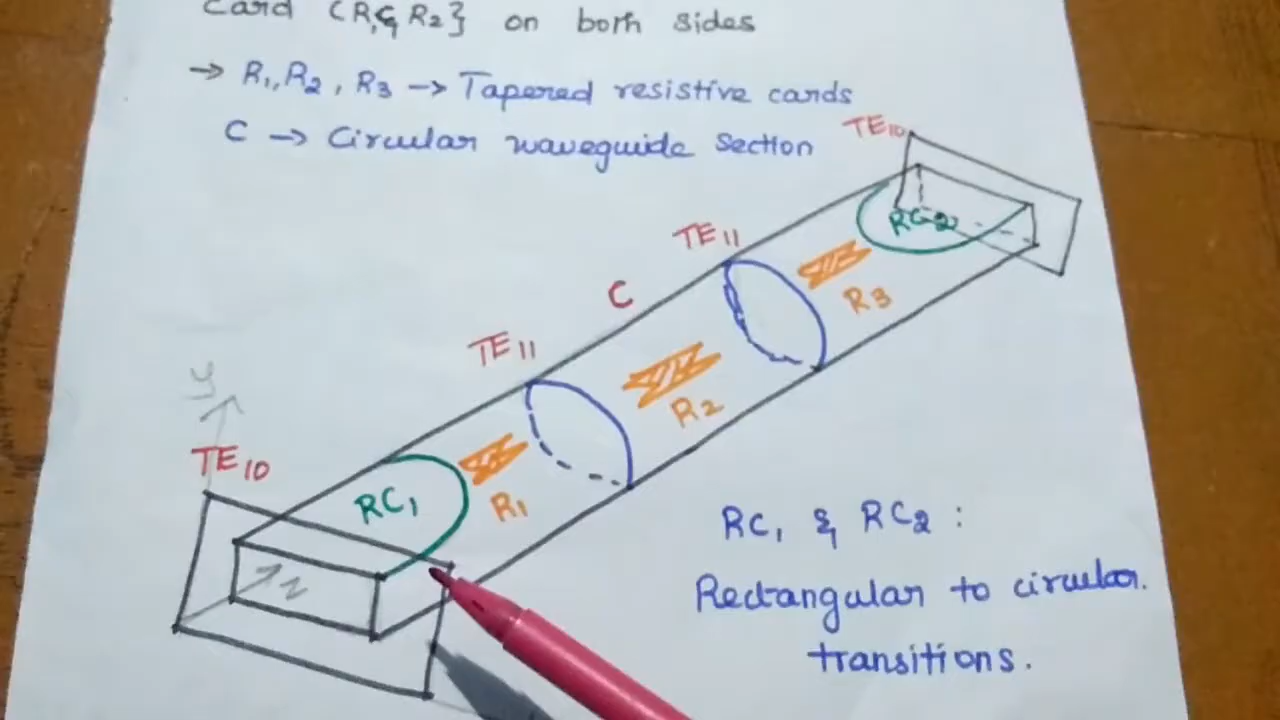 Card (R1 & R2} on both sides
→ R1, R2, R3 → Tapered resistive cards
C → Circular waveguide section
TE10
RC2
TE11
C
R3
TE11
R2
y
TE10
R1
RC1
Z
RC1 & RC2 :
Rectangular to circular
transitions.